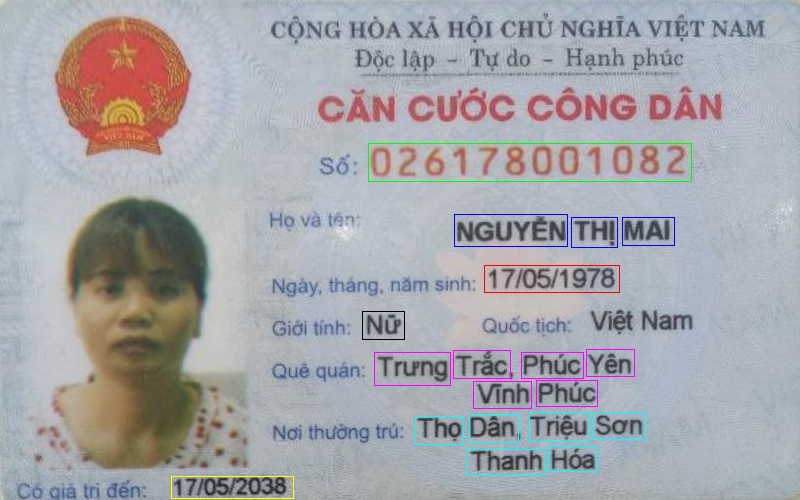 CỘNG HÒA XÃ HỘI CHỦ NGHĨA VIỆT NAM
Độc lập - Tự do - Hạnh phúc
CĂN CƯỚC CÔNG DÂN
Số: 026178001082
Họ và tên: NGUYỄN THỊ MAI
Ngày, tháng, năm sinh: 17/05/1978
Giới tính: Nữ Quốc tịch: Việt Nam
Quê quán: Trưng Trắc, Phúc Yên
Vĩnh Phúc
Nơi thường trú: Thọ Dân, Triệu Sơn
Thanh Hóa
Có giá trị đến: 17/05/2038